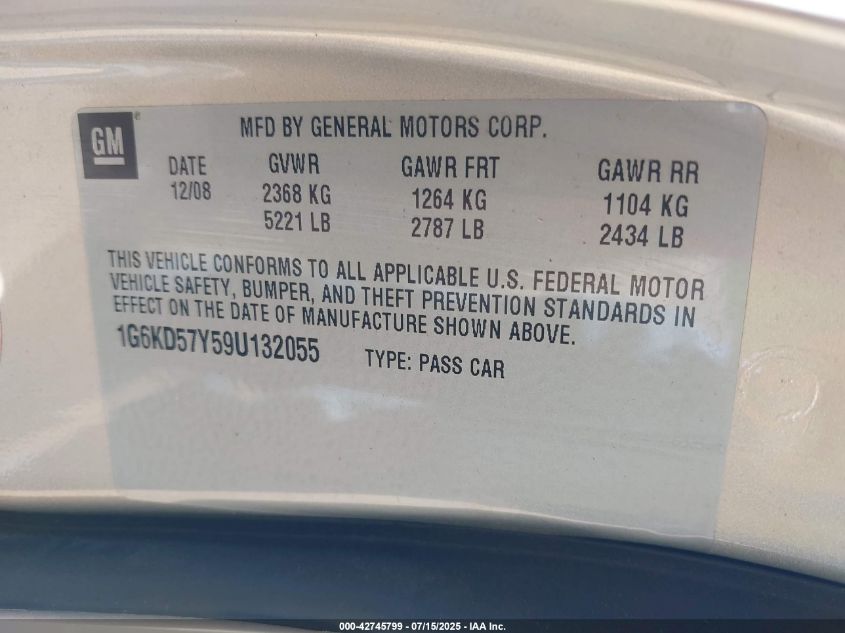 GM®
MFD BY GENERAL MOTORS CORP.
DATE GVWR GAWR FRT GAWR RR
12/08 2368 KG 1264 KG 1104 KG
5221 LB 2787 LB 2434 LB
THIS VEHICLE CONFORMS TO ALL APPLICABLE U.S. FEDERAL MOTOR
VEHICLE SAFETY, BUMPER, AND THEFT PREVENTION STANDARDS IN
EFFECT ON THE DATE OF MANUFACTURE SHOWN ABOVE.
1G6KD57Y59U132055 TYPE: PASS CAR
000-42745799 - 07/15/2025 - IAA Inc.